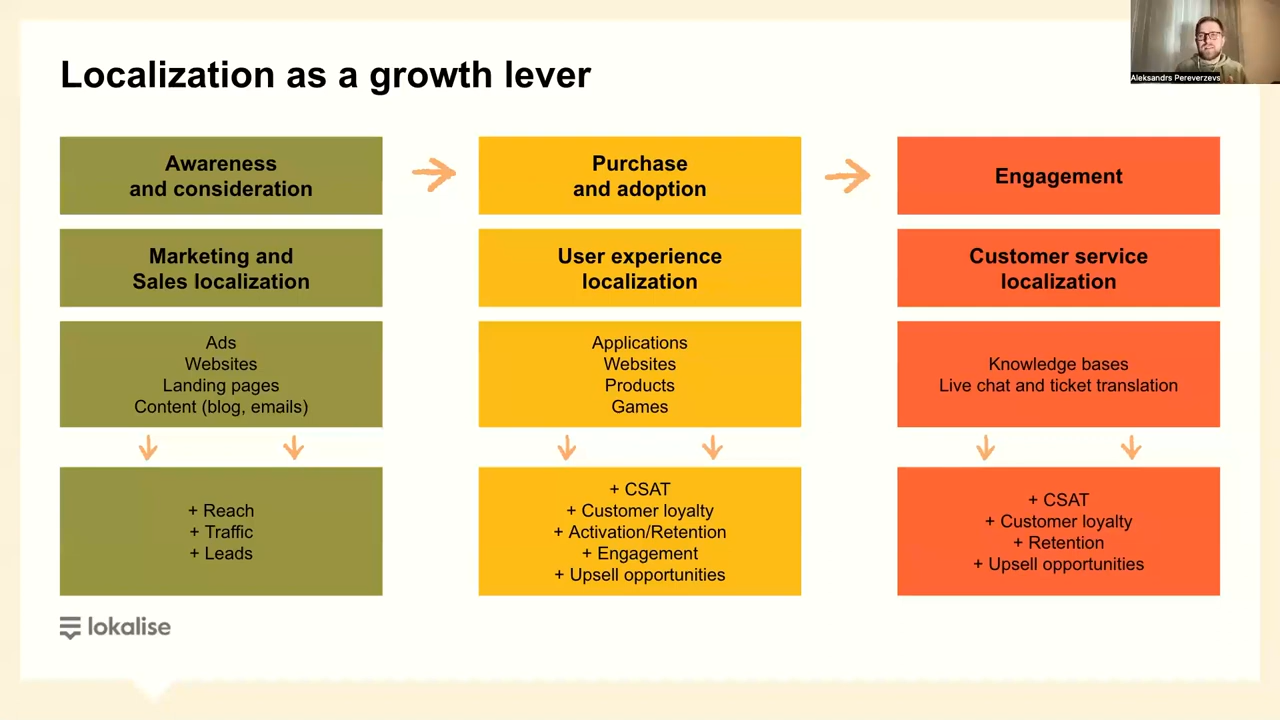 Localization as a growth lever
Aleksandrs Pereverzevs
Awareness
and consideration
Purchase
and adoption
Engagement
Marketing and
Sales localization
User experience
localization
Customer service
localization
Ads
Websites
Landing pages
Content (blog, emails)
Applications
Websites
Products
Games
Knowledge bases
Live chat and ticket translation
+ Reach
+ Traffic
+ Leads
+ CSAT
+ Customer loyalty
+ Activation/Retention
+ Engagement
+ Upsell opportunities
+ CSAT
+ Customer loyalty
+ Retention
+ Upsell opportunities
lokalise